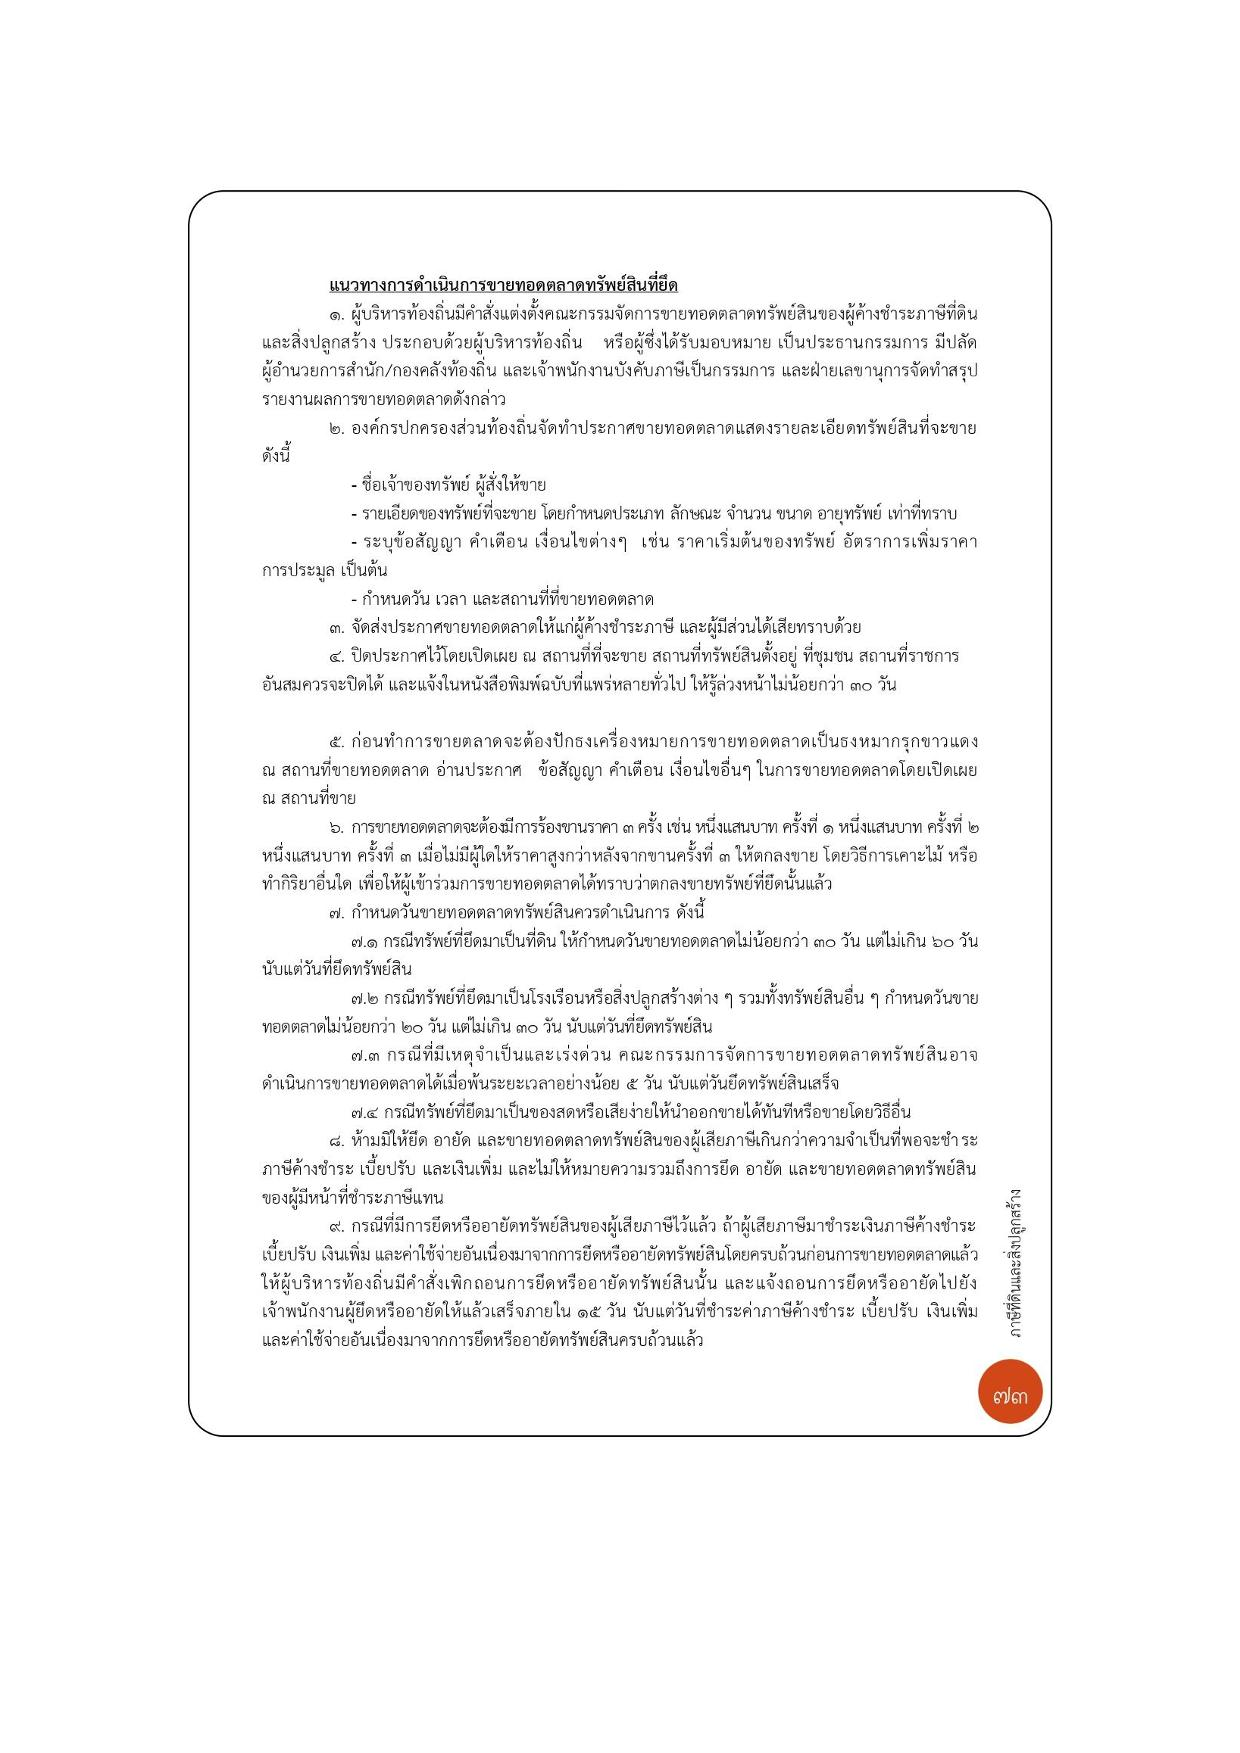 แนวทางการดำเนินการขายทอดตลาดทรัพย์สินที่ยึด
๑. ผู้บริหารท้องถิ่นมีคำสั่งแต่งตั้งคณะกรรมจัดการขายทอดตลาดทรัพย์สินของผู้ค้างชำระภาษีที่ดิน
และสิ่งปลูกสร้าง ประกอบด้วยผู้บริหารท้องถิ่น หรือผู้ซึ่งได้รับมอบหมาย เป็นประธานกรรมการ มีปลัด
ผู้อำนวยการสำนัก/กองคลังท้องถิ่น และเจ้าพนักงานบังคับภาษีเป็นกรรมการ และฝ่ายเลขานุการจัดทำสรุป
รายงานผลการขายทอดตลาดดังกล่าว
๒. องค์กรปกครองส่วนท้องถิ่นจัดทำประกาศขายทอดตลาดแสดงรายละเอียดทรัพย์สินที่จะขาย
ดังนี้
- ชื่อเจ้าของทรัพย์ ผู้สั่งให้ขาย
- รายเอียดของทรัพย์ที่จะขาย โดยกำหนดประเภท ลักษณะ จำนวน ขนาด อายุทรัพย์ เท่าที่ทราบ
- ระบุข้อสัญญา คำเตือน เงื่อนไขต่างๆ เช่น ราคาเริ่มต้นของทรัพย์ อัตราการเพิ่มราคา
การประมูล เป็นต้น
- กำหนดวัน เวลา และสถานที่ที่ขายทอดตลาด
๓. จัดส่งประกาศขายทอดตลาดให้แก่ผู้ค้างชำระภาษี และผู้มีส่วนได้เสียทราบด้วย
๔. ปิดประกาศไว้โดยเปิดเผย ณ สถานที่ที่จะขาย สถานที่ทรัพย์สินตั้งอยู่ ที่ชุมชน สถานที่ราชการ
อันสมควรจะปิดได้ และแจ้งในหนังสือพิมพ์ฉบับที่แพร่หลายทั่วไป ให้รู้ล่วงหน้าไม่น้อยกว่า ๓๐ วัน
๕. ก่อนทำการขายตลาดจะต้องปักธงเครื่องหมายการขายทอดตลาดเป็นธงหมากรุกขาวแดง
ณ สถานที่ขายทอดตลาด อ่านประกาศ ข้อสัญญา คำเตือน เงื่อนไขอื่นๆ ในการขายทอดตลาดโดยเปิดเผย
ณ สถานที่ขาย
๖. การขายทอดตลาดจะต้องมีการร้องขานราคา ๓ ครั้ง เช่น หนึ่งแสนบาท ครั้งที่ ๑ หนึ่งแสนบาท ครั้งที่ ๒
หนึ่งแสนบาท ครั้งที่ ๓ เมื่อไม่มีผู้ใดให้ราคาสูงกว่าหลังจากขานครั้งที่ ๓ ให้ตกลงขาย โดยวิธีการเคาะไม้ หรือ
ทำกิริยาอื่นใด เพื่อให้ผู้เข้าร่วมการขายทอดตลาดได้ทราบว่าตกลงขายทรัพย์ที่ยึดนั้นแล้ว
๗. กำหนดวันขายทอดตลาดทรัพย์สินควรดำเนินการ ดังนี้
๗.๑ กรณีทรัพย์ที่ยึดมาเป็นที่ดิน ให้กำหนดวันขายทอดตลาดไม่น้อยกว่า ๓๐ วัน แต่ไม่เกิน ๖๐ วัน
นับแต่วันที่ยึดทรัพย์สิน
๗.๒ กรณีทรัพย์ที่ยึดมาเป็นโรงเรือนหรือสิ่งปลูกสร้างต่าง ๆ รวมทั้งทรัพย์สินอื่น ๆ กำหนดวันขาย
ทอดตลาดไม่น้อยกว่า ๒๐ วัน แต่ไม่เกิน ๓๐ วัน นับแต่วันที่ยึดทรัพย์สิน
๗.๓ กรณีที่มีเหตุจำเป็นและเร่งด่วน คณะกรรมการจัดการขายทอดตลาดทรัพย์สินอาจ
ดำเนินการขายทอดตลาดได้เมื่อพ้นระยะเวลาอย่างน้อย ๕ วัน นับแต่วันยึดทรัพย์สินเสร็จ
๗.๔ กรณีทรัพย์ที่ยึดมาเป็นของสดหรือเสียง่ายให้นำออกขายได้ทันทีหรือขายโดยวิธีอื่น
๘. ห้ามมิให้ยึด อายัด และขายทอดตลาดทรัพย์สินของผู้เสียภาษีเกินกว่าความจำเป็นที่พอจะชำระ
ภาษีค้างชำระ เบี้ยปรับ และเงินเพิ่ม และไม่ให้หมายความรวมถึงการยึด อายัด และขายทอดตลาดทรัพย์สิน
ของผู้มีหน้าที่ชำระภาษีแทน
๙. กรณีที่มีการยึดหรืออายัดทรัพย์สินของผู้เสียภาษีไว้แล้ว ถ้าผู้เสียภาษีมาชำระเงินภาษีค้างชำระ
เบี้ยปรับ เงินเพิ่ม และค่าใช้จ่ายอันเนื่องมาจากการยึดหรืออายัดทรัพย์สินโดยครบถ้วนก่อนการขายทอดตลาดแล้ว
ให้ผู้บริหารท้องถิ่นมีคำสั่งเพิกถอนการยึดหรืออายัดทรัพย์สินนั้น และแจ้งถอนการยึดหรืออายัดไปยัง
เจ้าพนักงานผู้ยึดหรืออายัดให้แล้วเสร็จภายใน ๑๕ วัน นับแต่วันที่ชำระค่าภาษีค้างชำระ เบี้ยปรับ เงินเพิ่ม
และค่าใช้จ่ายอันเนื่องมาจากการยึดหรืออายัดทรัพย์สินครบถ้วนแล้ว
ภาษีที่ดินและสิ่งปลูกสร้าง
๗๓